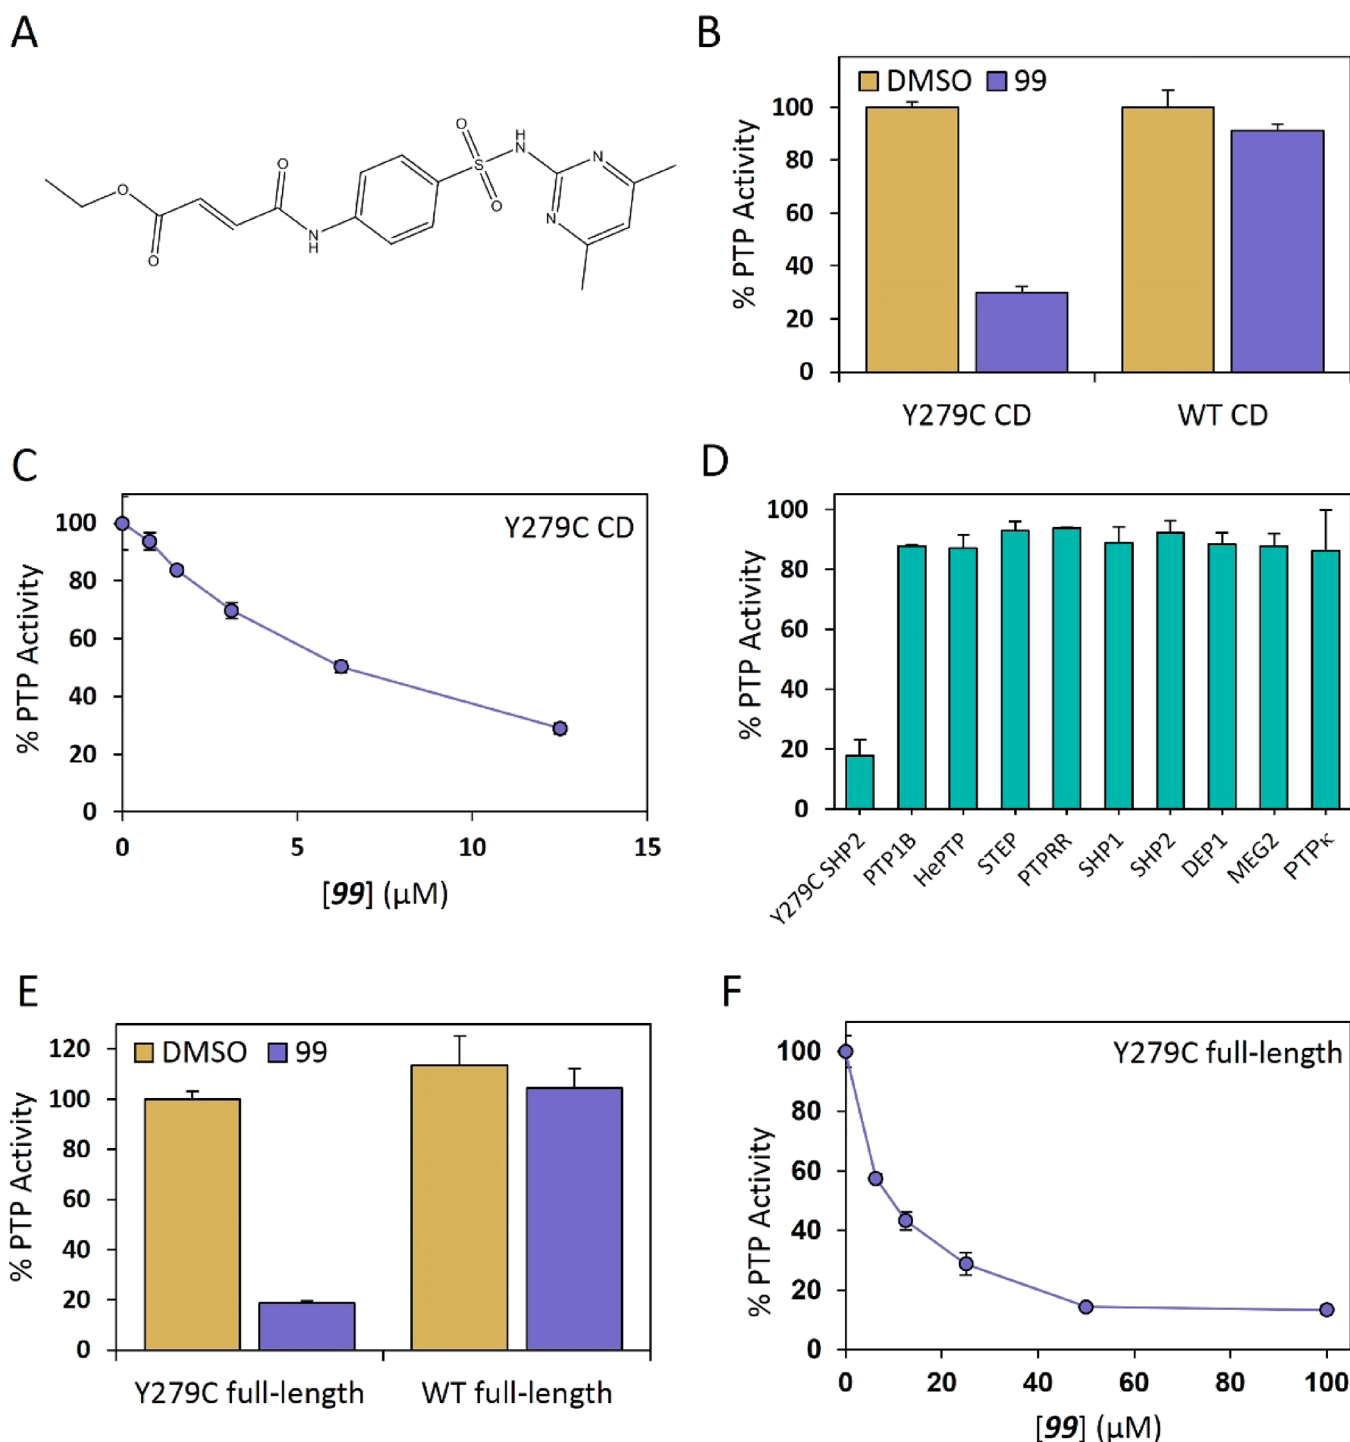 A
O
O
O
N
H
S
O
O
H
N
N
N
B
DMSO 99
% PTP Activity
100
80
60
40
20
0
Y279C CD
WT CD
C
Y279C CD
% PTP Activity
100
80
60
40
20
0
0 5 10 15
[99] (µM)
D
% PTP Activity
100
80
60
40
20
0
Y279C SHP2
PTP1B
HePTP
STEP
PTPRR
SHP1
SHP2
DEP1
MEG2
PTPκ
E
DMSO 99
% PTP Activity
120
100
80
60
40
20
0
Y279C full-length
WT full-length
F
Y279C full-length
% PTP Activity
100
80
60
40
20
0
0 20 40 60 80 100
[99] (µM)